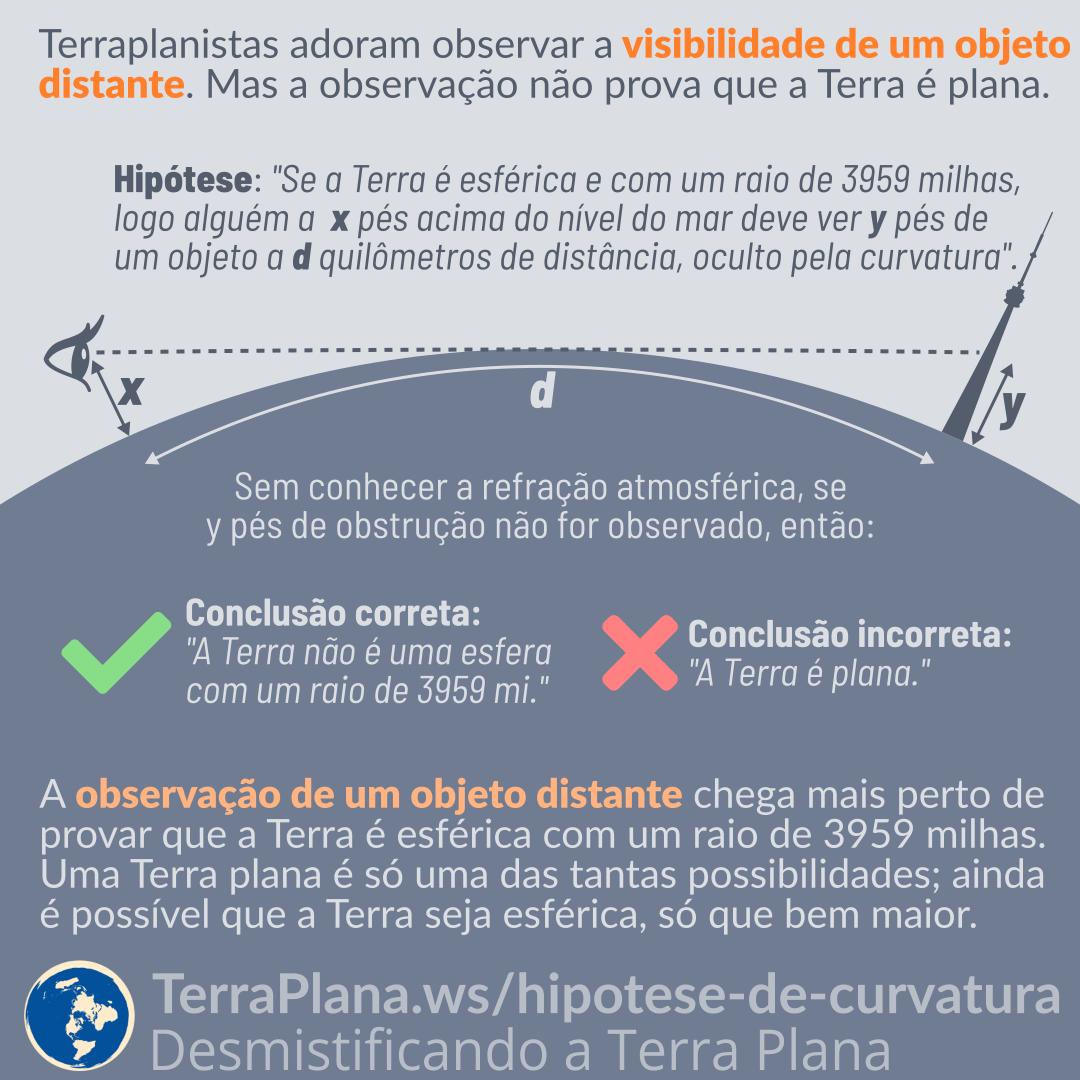 Terraplanistas adoram observar a visibilidade de um objeto
distante. Mas a observação não prova que a Terra é plana.
Hipótese: "Se a Terra é esférica e com um raio de 3959 milhas,
logo alguém a x pés acima do nível do mar deve ver y pés de
um objeto a d quilômetros de distância, oculto pela curvatura".
x
d
y
Sem conhecer a refração atmosférica, se
y pés de obstrução não for observado, então:
Conclusão correta:
"A Terra não é uma esfera
com um raio de 3959 mi."
Conclusão incorreta:
"A Terra é plana."
A observação de um objeto distante chega mais perto de
provar que a Terra é esférica com um raio de 3959 milhas.
Uma Terra plana é só uma das tantas possibilidades; ainda
é possível que a Terra seja esférica, só que bem maior.
TerraPlana.ws/hipotese-de-curvatura
Desmistificando a Terra Plana